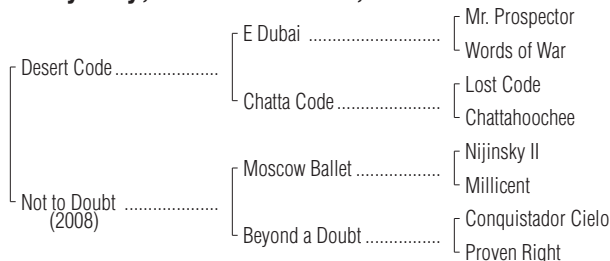 Mr. Prospector
E Dubai ..............................
Words of War
Desert Code ........................
Lost Code
Chatta Code ........................
Chattahoochee
Nijinsky II
Moscow Ballet ...................
Millicent
Not to Doubt ......................
(2008)
Conquistador Cielo
Beyond a Doubt .................
Proven Right